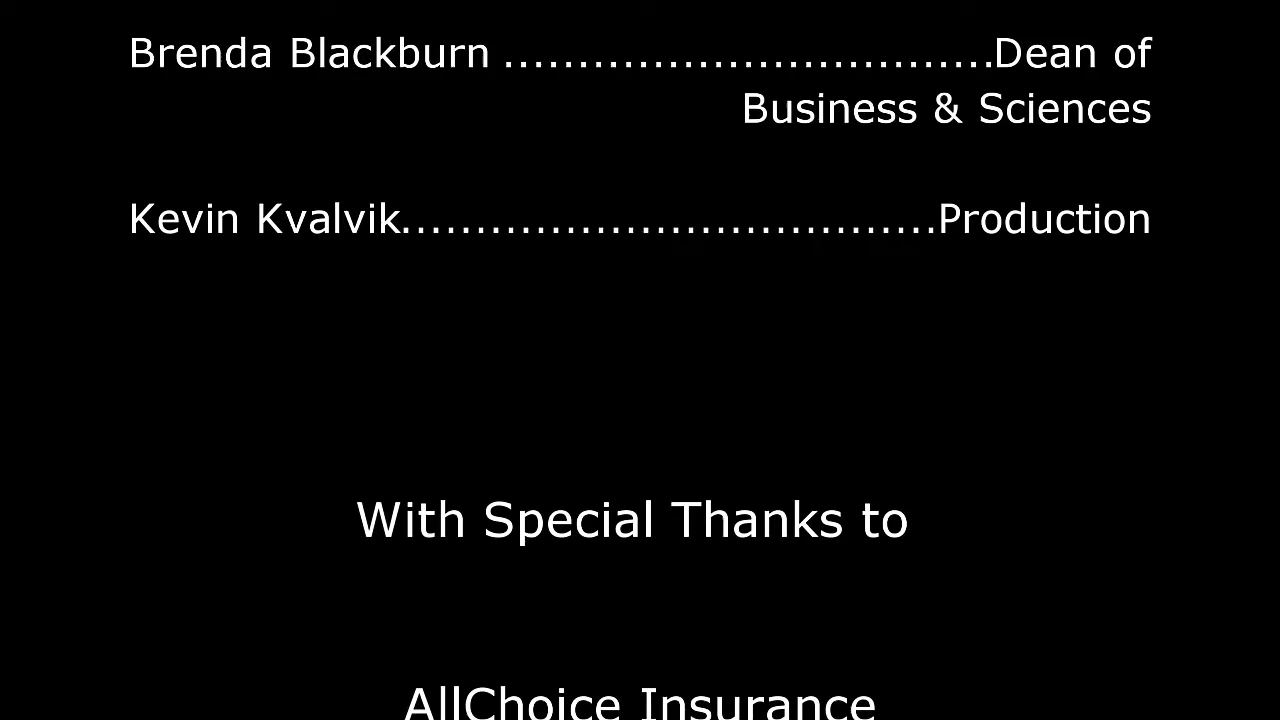 Brenda Blackburn .................................Dean of
Business & Sciences
Kevin Kvalvik....................................Production
With Special Thanks to
AllChoice Insurance